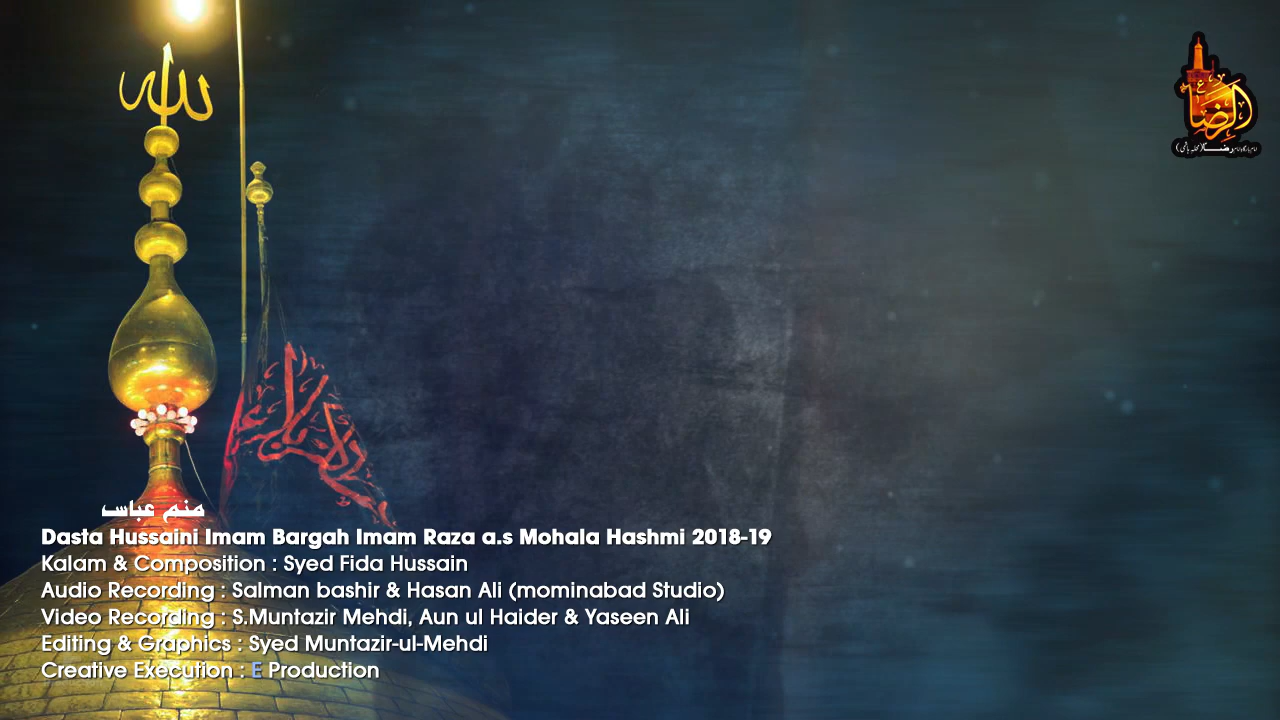 الله
الرضا
منم عباس
Dasta Hussaini Imam Bargah Imam Raza a.s Mohala Hashmi 2018-19
Kalam & Composition : Syed Fida Hussain
Audio Recording : Salman bashir & Hasan Ali (mominabad Studio)
Video Recording : S.Muntazir Mehdi, Aun ul Haider & Yaseen Ali
Editing & Graphics : Syed Muntazir-ul-Mehdi
Creative Execution : E Production